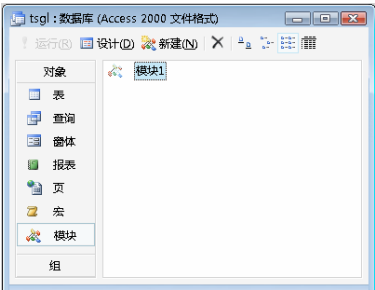 tsgl : 数据库 (Access 2000 文件格式)
运行(R) 设计(D) 新建(N)
对象
模块1
表
查询
窗体
报表
页
宏
模块
组